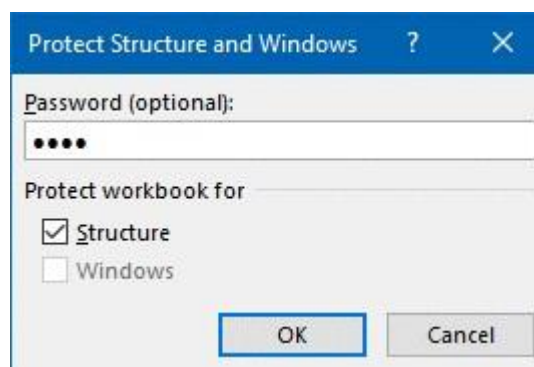 Protect Structure and Windows ? ×
Password (optional):
••••
Protect workbook for
Structure
Windows
OK Cancel